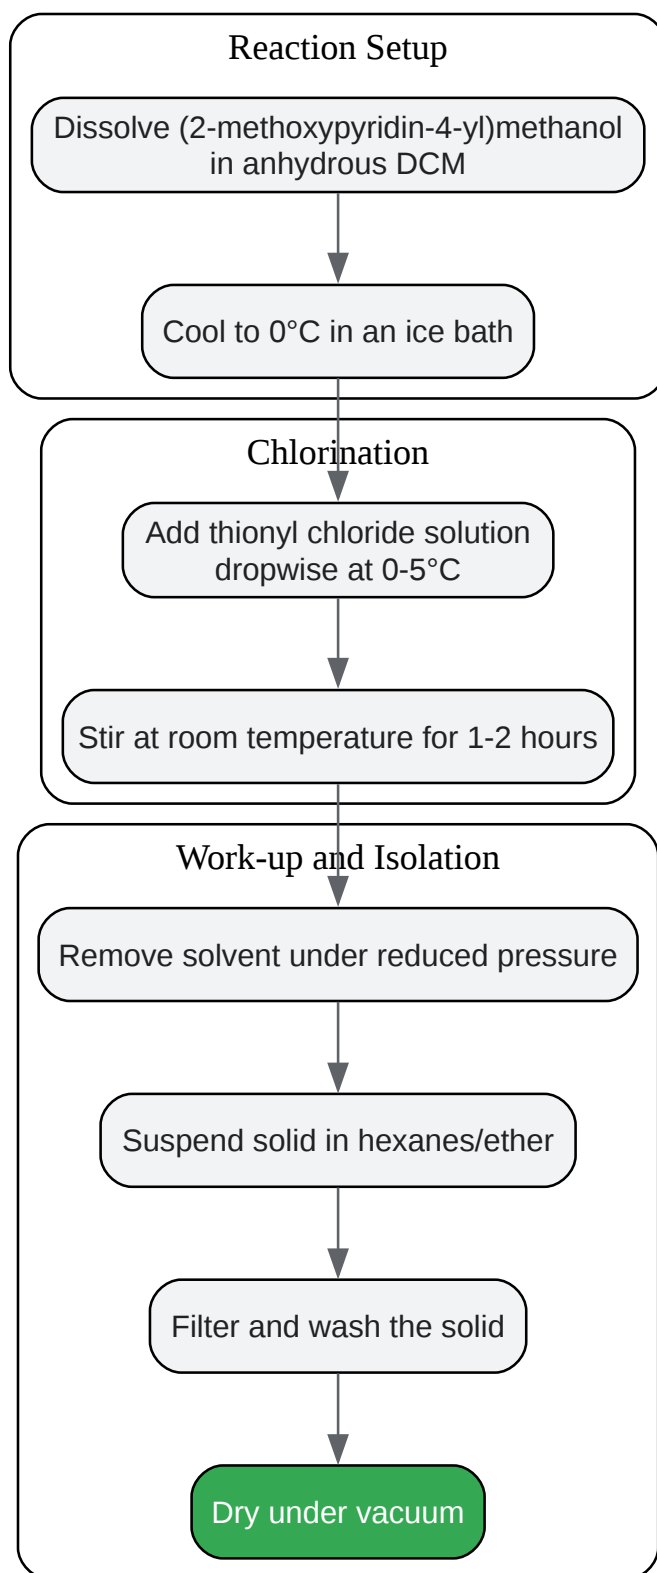 Reaction Setup
Dissolve (2-methoxypyridin-4-yl)methanol
in anhydrous DCM
Cool to 0°C in an ice bath
Chlorination
Add thionyl chloride solution
dropwise at 0-5°C
Stir at room temperature for 1-2 hours
Work-up and Isolation
Remove solvent under reduced pressure
Suspend solid in hexanes/ether
Filter and wash the solid
Dry under vacuum